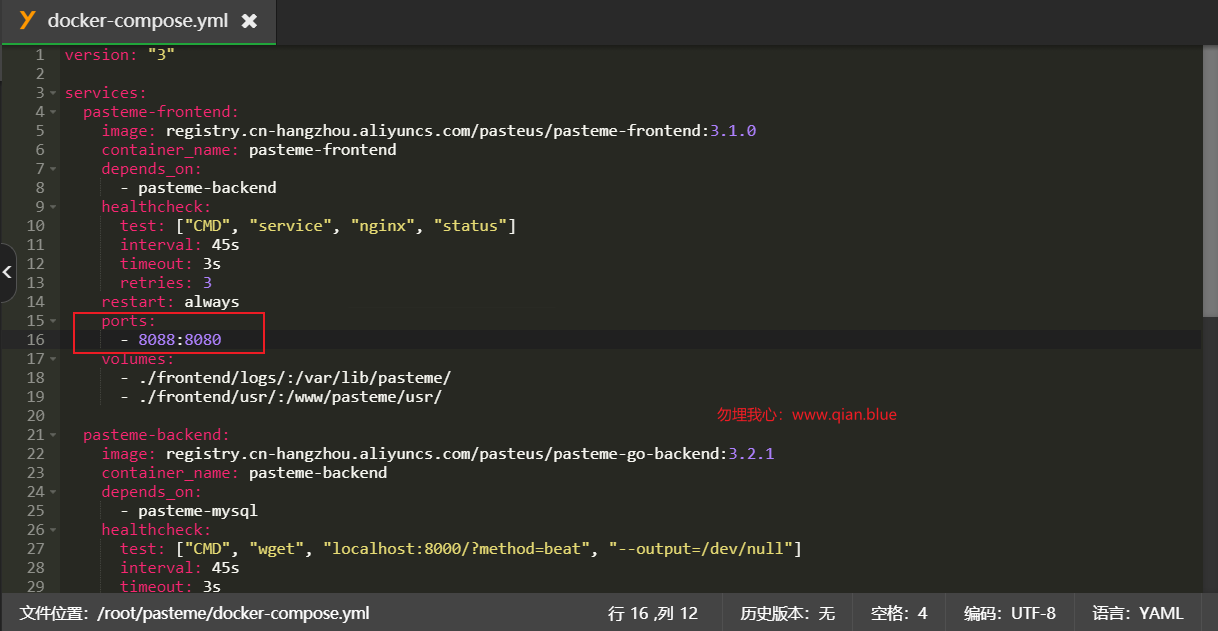 docker-compose.yml
1 version: "3"
2
3 services:
4   pasteme-frontend:
5     image: registry.cn-hangzhou.aliyuncs.com/pasteus/pasteme-frontend:3.1.0
6     container_name: pasteme-frontend
7     depends_on:
8       - pasteme-backend
9     healthcheck:
10       test: ["CMD", "service", "nginx", "status"]
11       interval: 45s
12       timeout: 3s
13       retries: 3
14     restart: always
15     ports:
16       - 8088:8080
17     volumes:
18       - ./frontend/logs/:/var/lib/pasteme/
19       - ./frontend/usr/:/www/pasteme/usr/
20
勿埋我心：www.qian.blue
21   pasteme-backend:
22     image: registry.cn-hangzhou.aliyuncs.com/pasteus/pasteme-go-backend:3.2.1
23     container_name: pasteme-backend
24     depends_on:
25       - pasteme-mysql
26     healthcheck:
27       test: ["CMD", "wget", "localhost:8000/?method=beat", "--output=/dev/null"]
28       interval: 45s
29       timeout: 3s
文件位置：/root/pasteme/docker-compose.yml 行 16 ,列 12 历史版本：无 空格：4 编码：UTF-8 语言：YAML